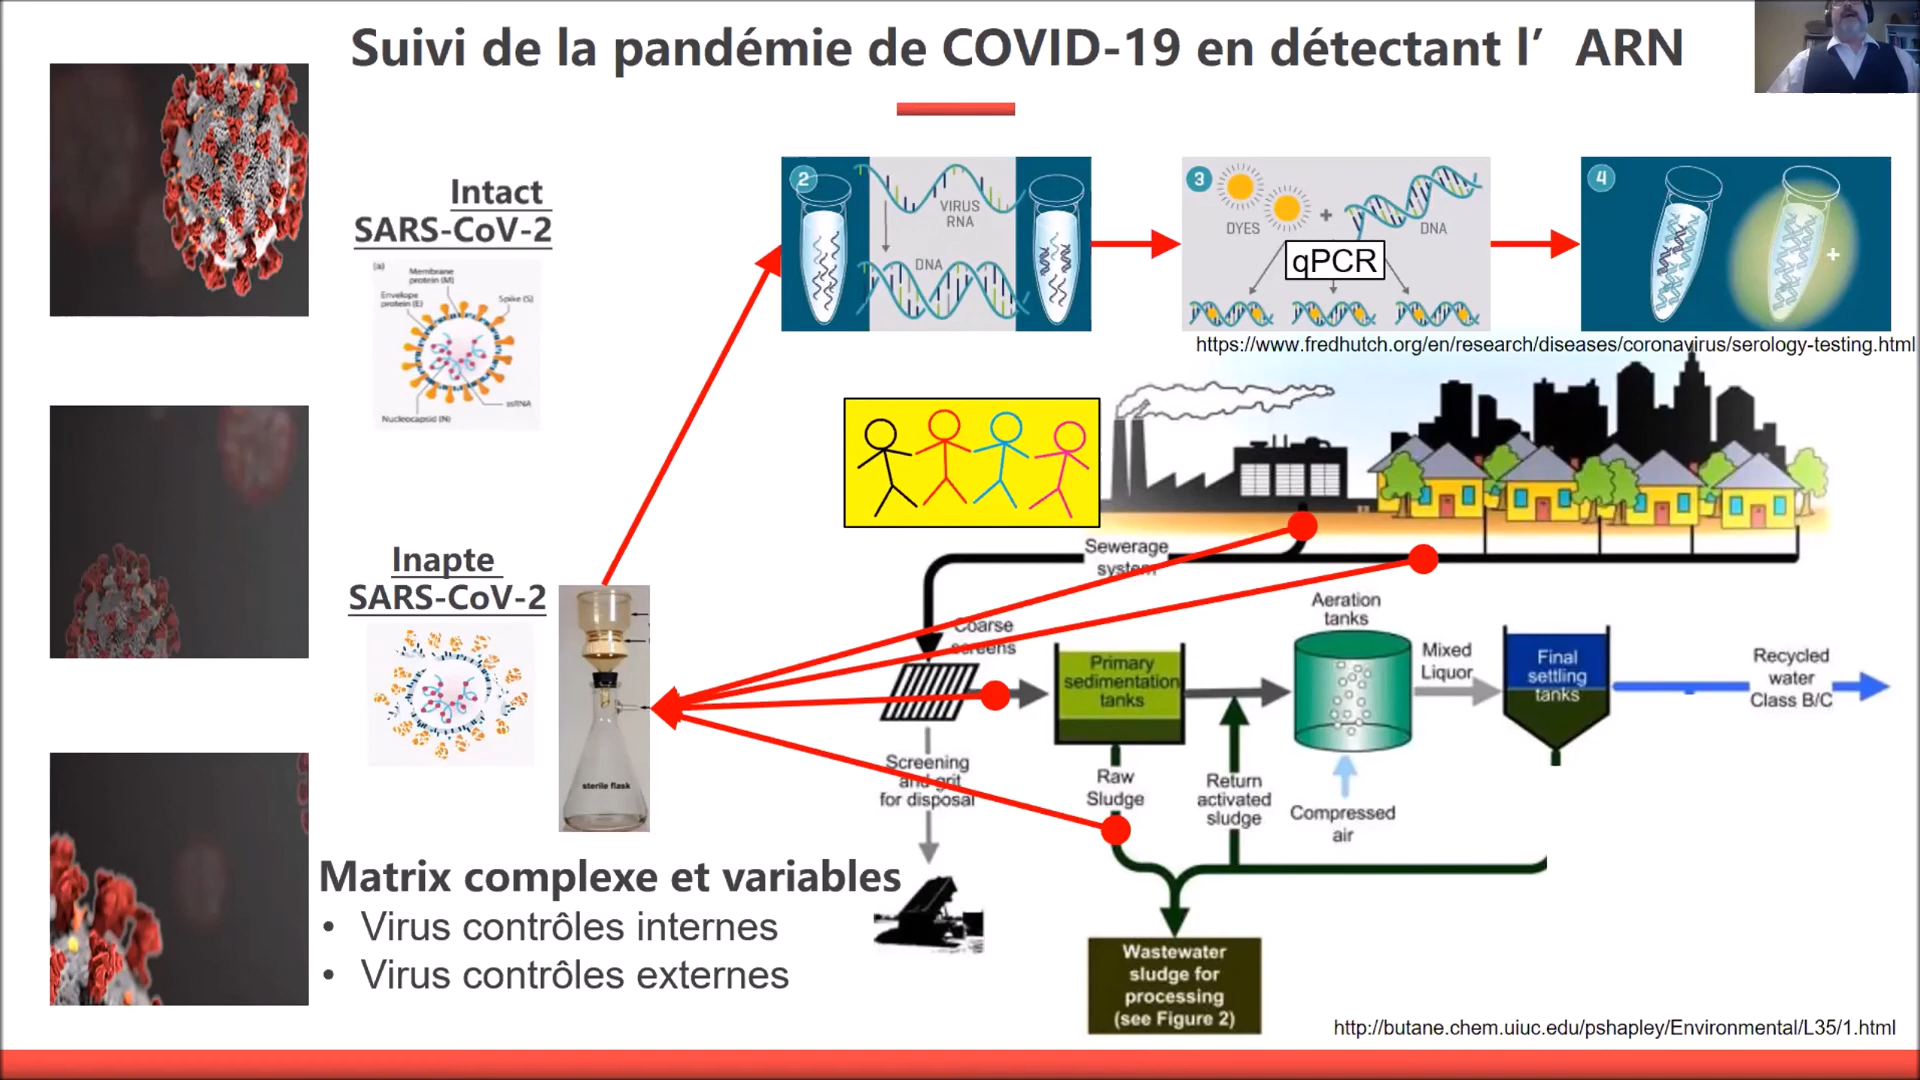 Suivi de la pandémie de COVID-19 en détectant l’ARN
Intact
SARS-CoV-2
(a)
Membrane
protein (M)
Envelope
protein (E)
Spike (S)
ssRNA
Nucleocapsid (N)
2
VIRUS
RNA
DNA
3
DYES
+
DNA
qPCR
4
+
https://www.fredhutch.org/en/research/diseases/coronavirus/serology-testing.html
Inapte
SARS-CoV-2
sterile flask
Sewerage
system
Coarse
screens
Primary
sedimentation
tanks
Aeration
tanks
Mixed
Liquor
Final
settling
tanks
Recycled
water
Class B/C
Screening
and grit
for disposal
Raw
Sludge
Return
activated
sludge
Compressed
air
Wastewater
sludge for
processing
(see Figure 2)
Matrix complexe et variables
• Virus contrôles internes
• Virus contrôles externes
http://butane.chem.uiuc.edu/pshapley/Environmental/L35/1.html